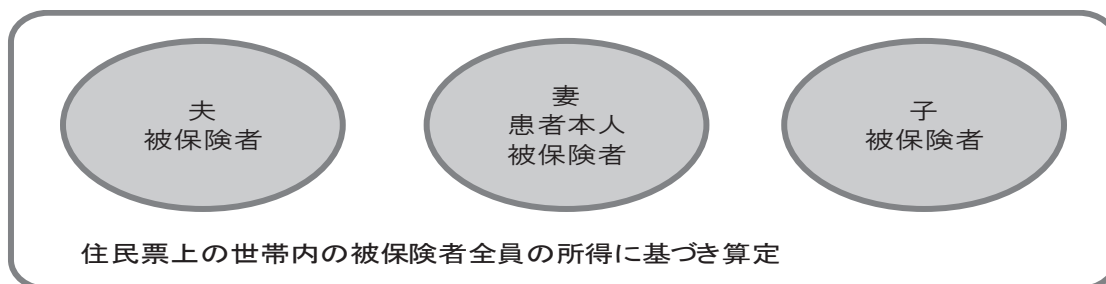 夫
被保険者
妻
患者本人
被保険者
子
被保険者
住民票上の世帯内の被保険者全員の所得に基づき算定